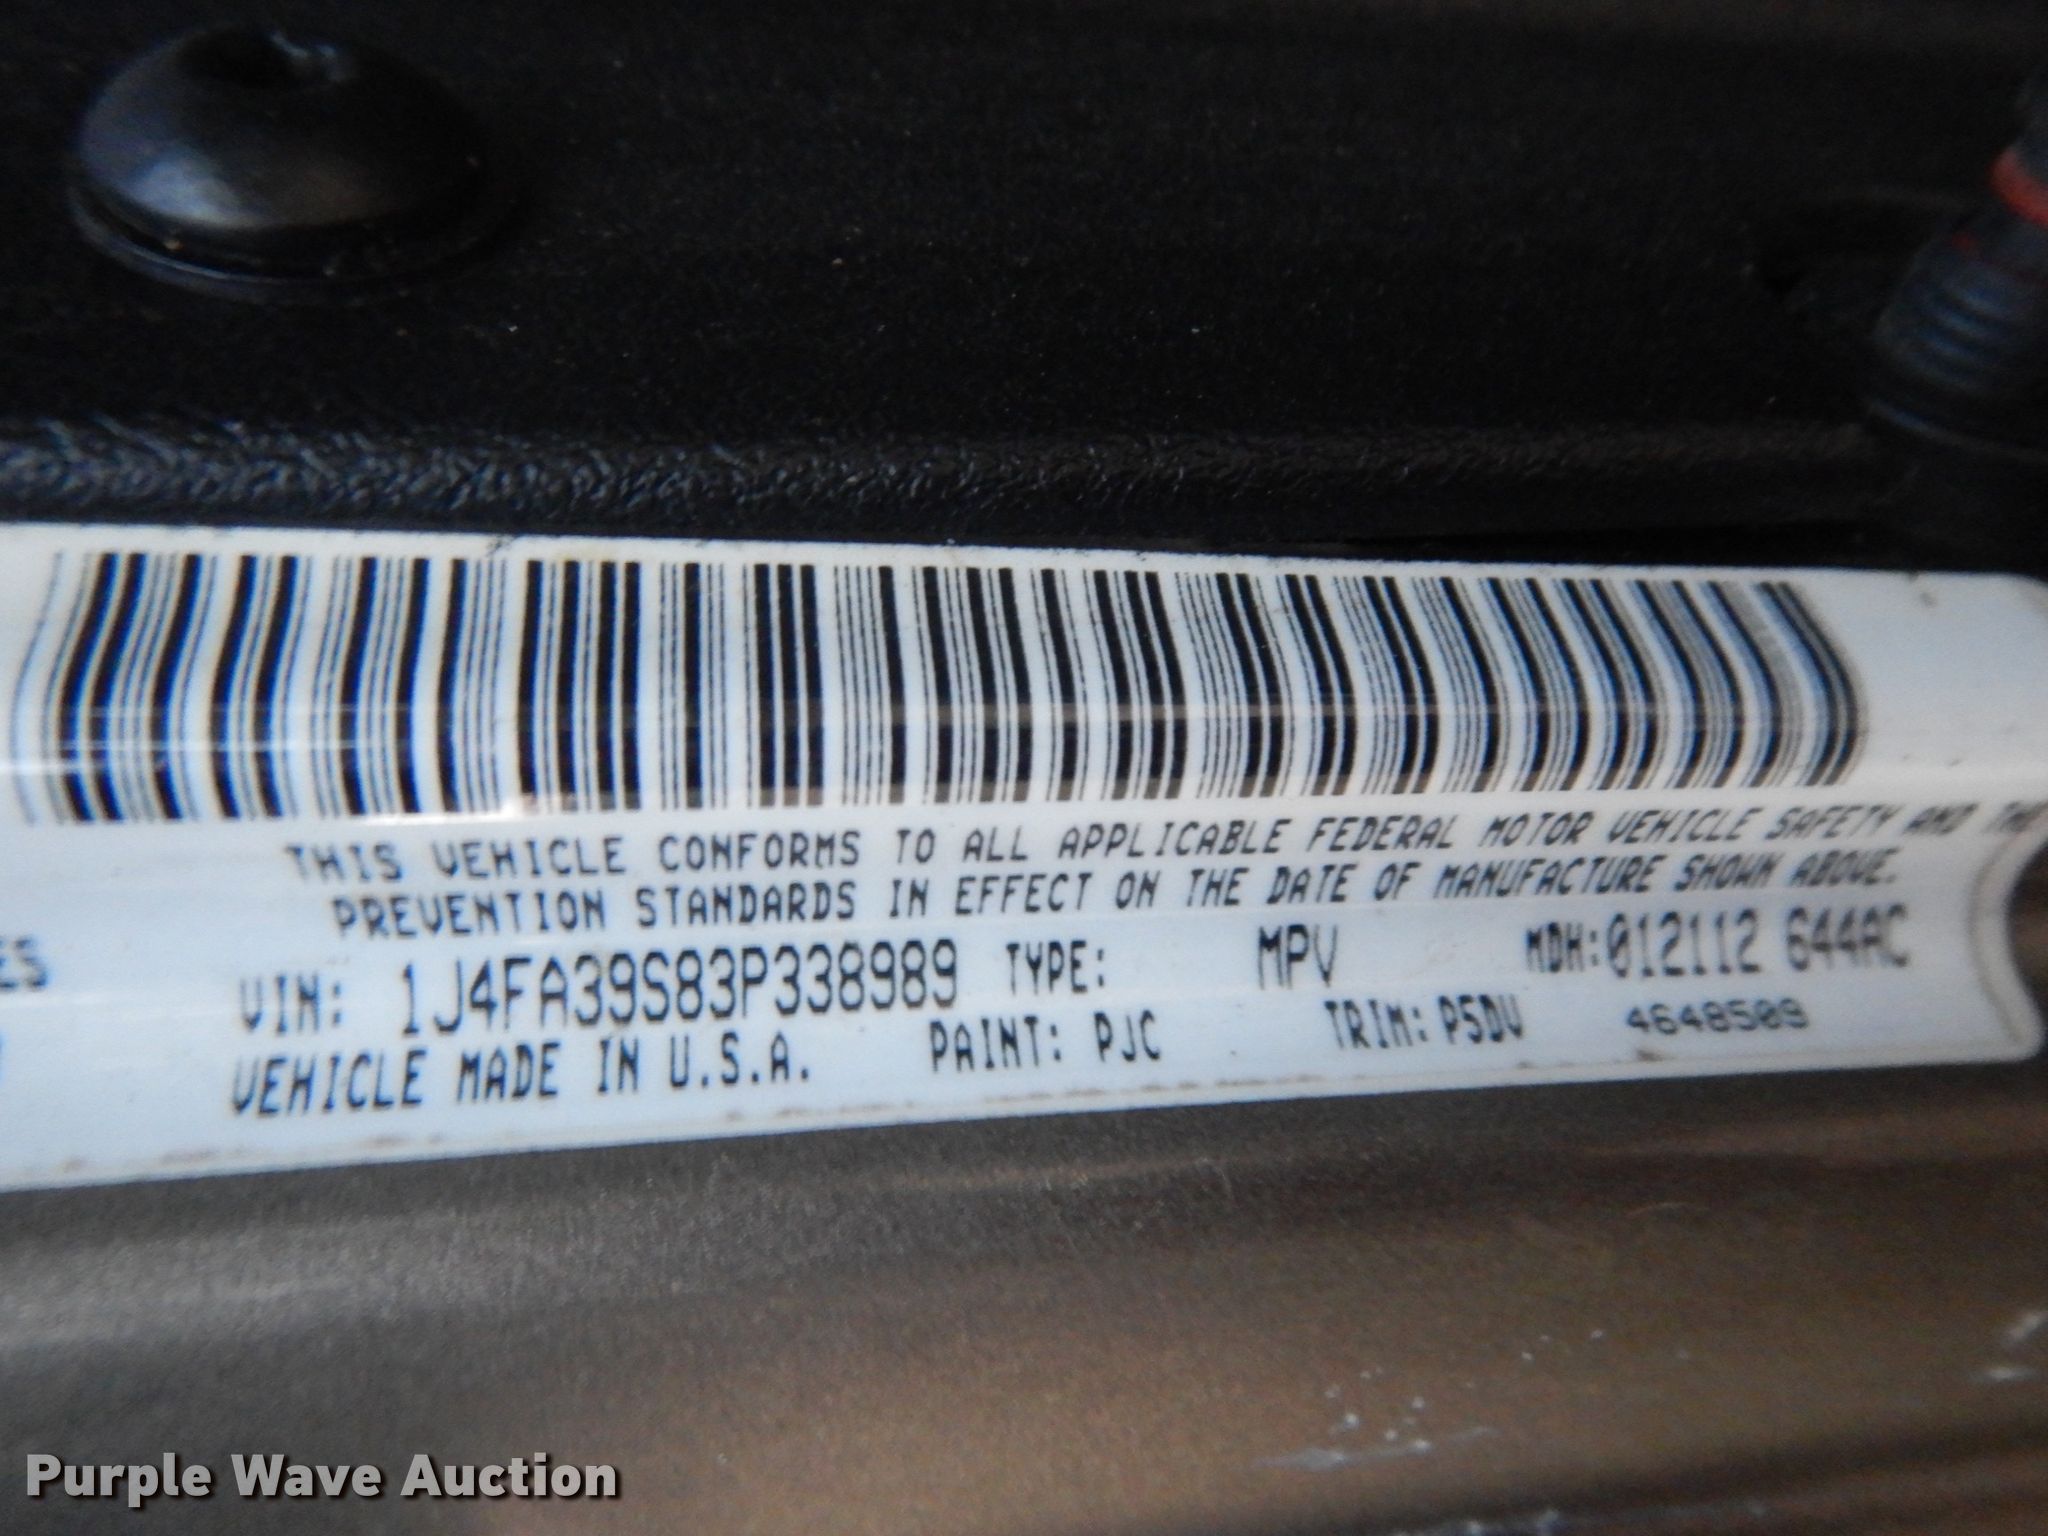 THIS VEHICLE CONFORMS TO ALL APPLICABLE FEDERAL MOTOR VEHICLE SAFETY AND THE
PREVENTION STANDARDS IN EFFECT ON THE DATE OF MANUFACTURE SHOWN ABOVE.
ES
VIN: 1J4FA39S83P338989 TYPE: MPV MDH:012112 644AC
VEHICLE MADE IN U.S.A. PAINT: PJC TRIM: P5DV 4648509
Purple Wave Auction